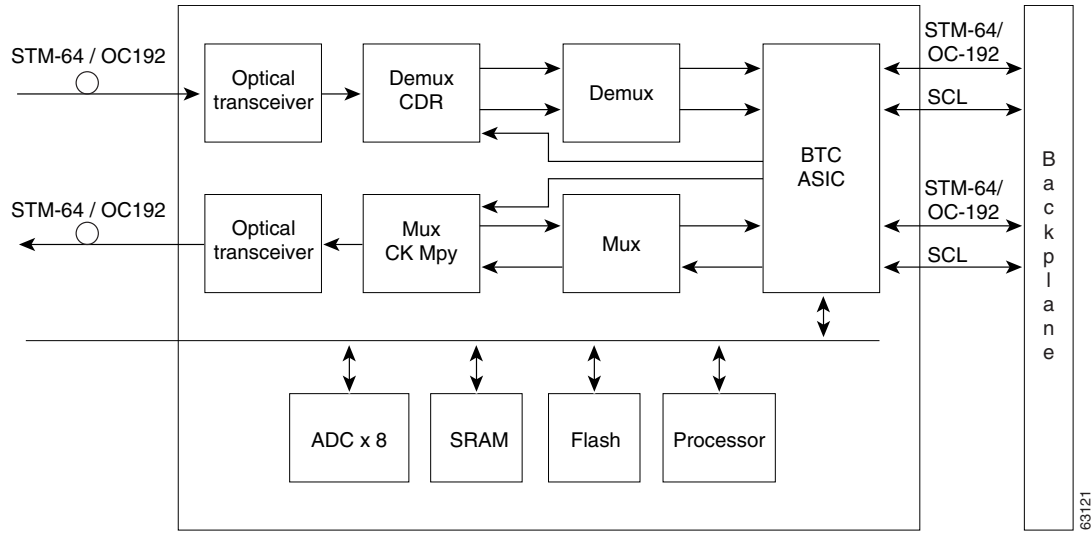 STM-64 / OC192
Optical
transceiver
Demux
CDR
Demux
BTC
ASIC
STM-64/
OC-192
SCL
STM-64 / OC192
Optical
transceiver
Mux
CK Mpy
Mux
STM-64/
OC-192
SCL
Backplane
ADC x 8
SRAM
Flash
Processor
63121